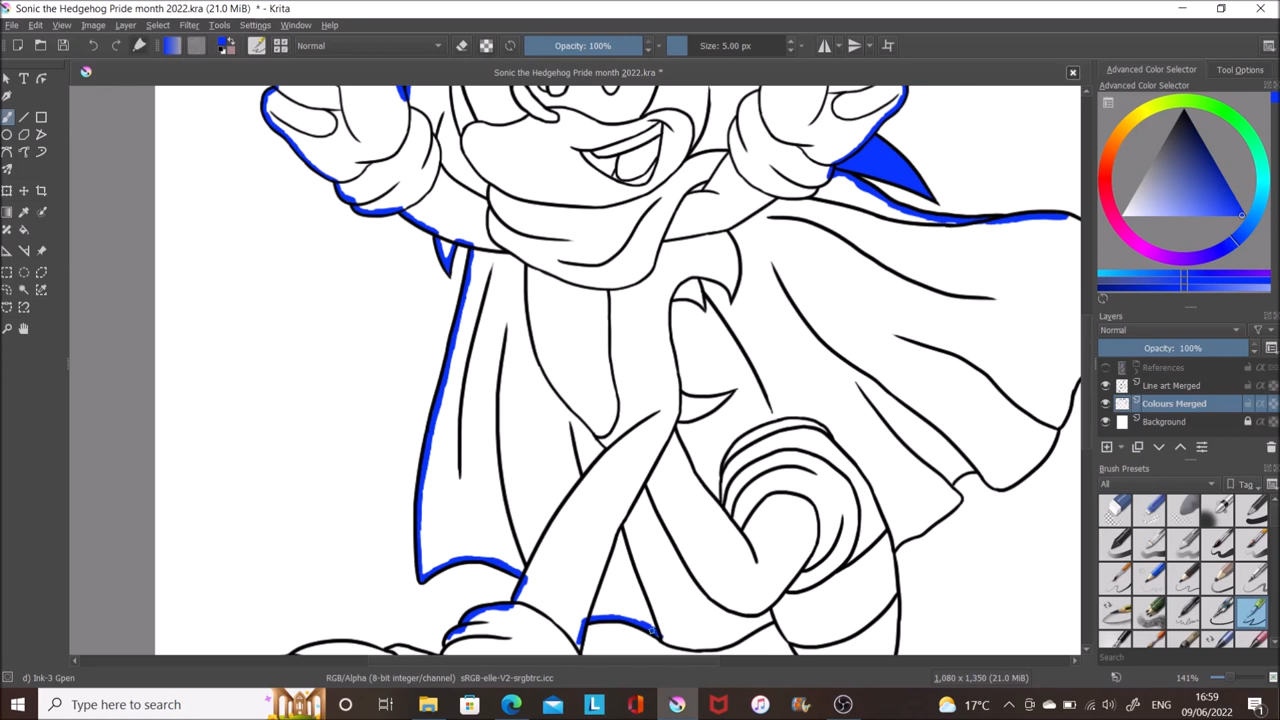 Sonic the Hedgehog Pride month 2022.kra (21.0 MiB) * - Krita
File Edit View Image Layer Select Filter Tools Settings Window Help
Normal Opacity: 100% Size: 5.00 px
Sonic the Hedgehog Pride month 2022.kra (21.0 MiB) *
Advanced Color Selector Tool Options
Advanced Color Selector
Layers
Normal
Opacity: 100%
References
Line art Merged
Colours Merged
Background
Brush Presets
All Tag
Search
d) Ink-3 Gpen RGB/Alpha (8-bit integer/channel) sRGB-elle-V2-srgbtrc.icc 1,080 x 1,350 (21.0 MiB) 141%
Type here to search L 17°C ENG 16:59
09/06/2022 1